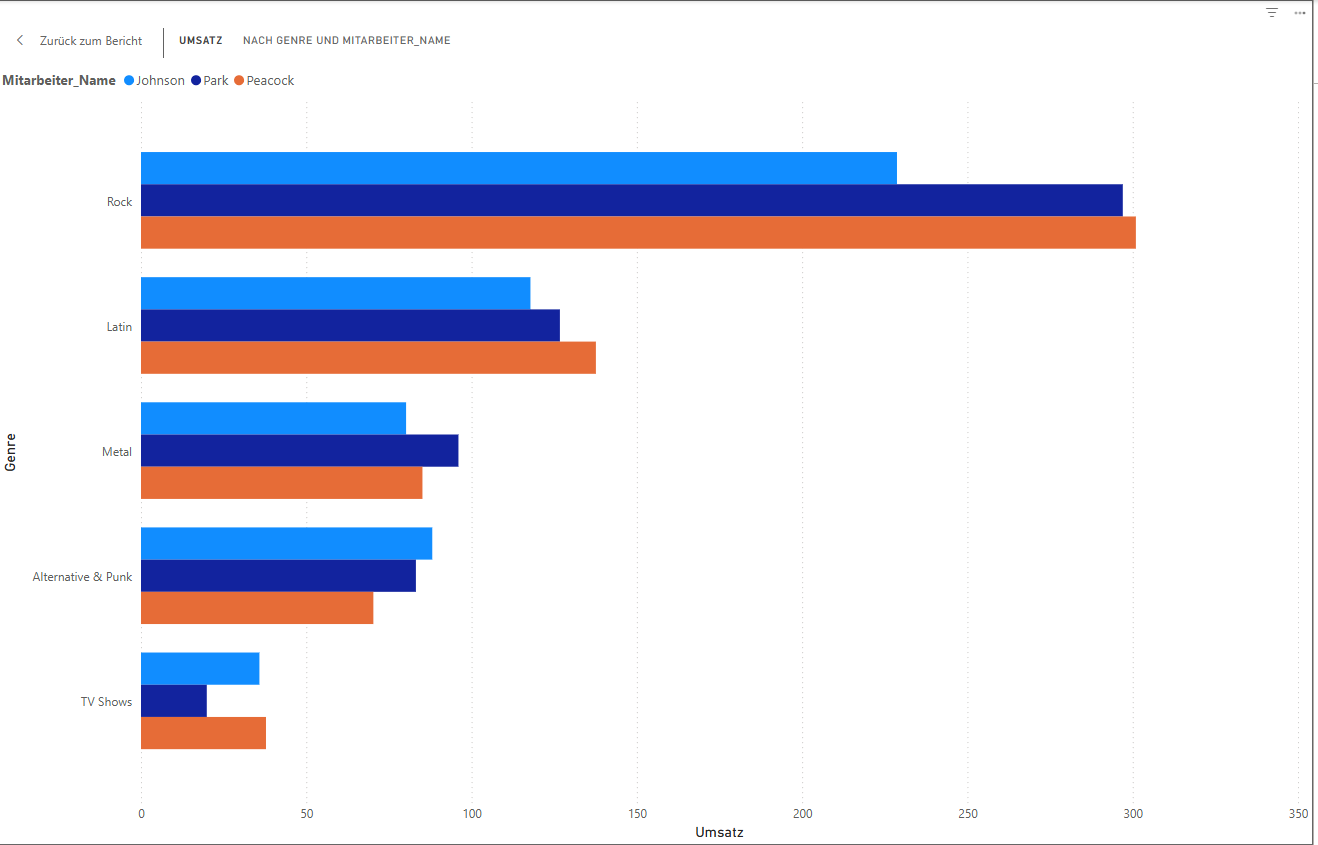 Zurück zum Bericht UMSATZ NACH GENRE UND MITARBEITER_NAME
Mitarbeiter_Name Johnson Park Peacock
Rock
Latin
Metal
Alternative & Punk
TV Shows
Genre
0 50 100 150 200 250 300 350
Umsatz